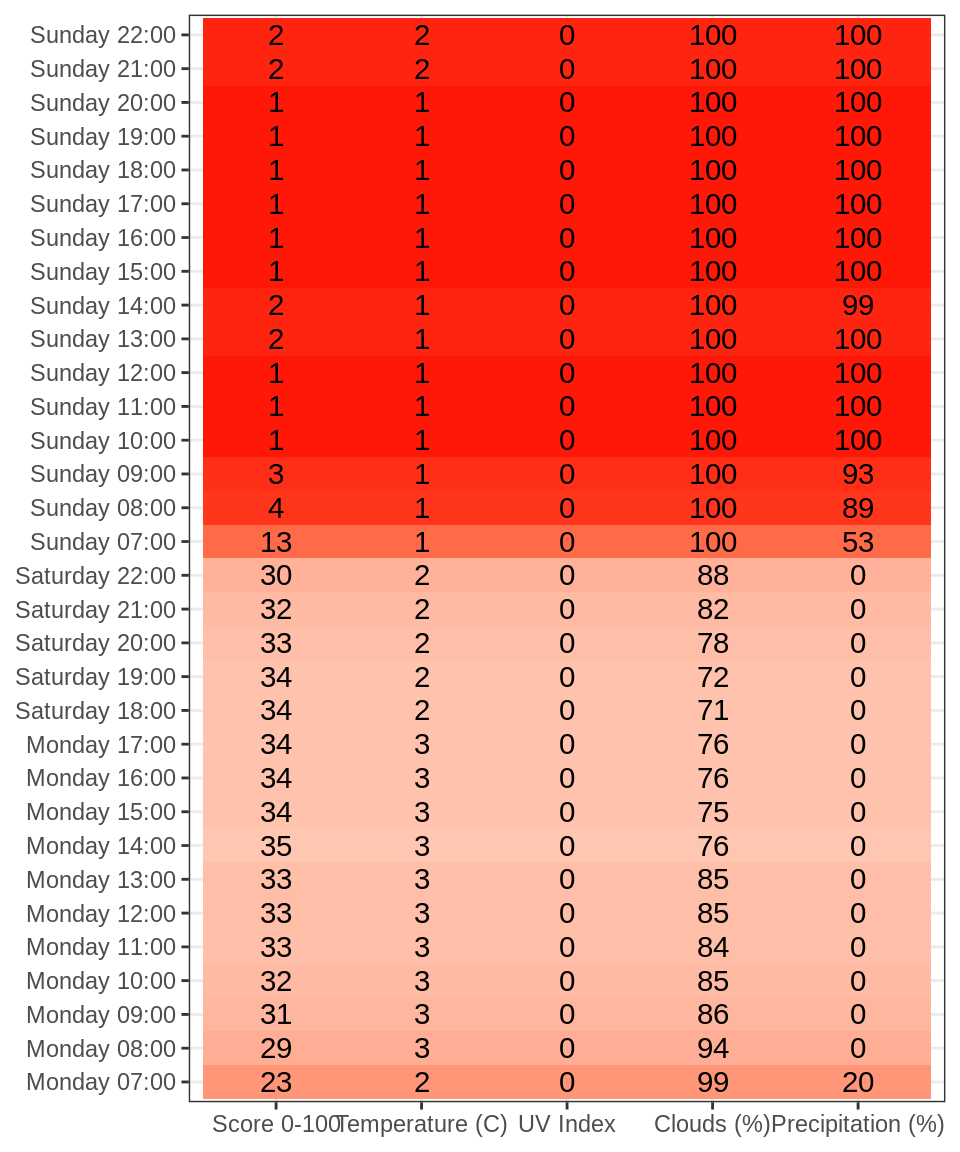 Sunday 22:00 2 2 0 100 100
Sunday 21:00 2 2 0 100 100
Sunday 20:00 1 1 0 100 100
Sunday 19:00 1 1 0 100 100
Sunday 18:00 1 1 0 100 100
Sunday 17:00 1 1 0 100 100
Sunday 16:00 1 1 0 100 100
Sunday 15:00 1 1 0 100 100
Sunday 14:00 2 1 0 100 99
Sunday 13:00 2 1 0 100 100
Sunday 12:00 1 1 0 100 100
Sunday 11:00 1 1 0 100 100
Sunday 10:00 1 1 0 100 100
Sunday 09:00 3 1 0 100 93
Sunday 08:00 4 1 0 100 89
Sunday 07:00 13 1 0 100 53
Saturday 22:00 30 2 0 88 0
Saturday 21:00 32 2 0 82 0
Saturday 20:00 33 2 0 78 0
Saturday 19:00 34 2 0 72 0
Saturday 18:00 34 2 0 71 0
Monday 17:00 34 3 0 76 0
Monday 16:00 34 3 0 76 0
Monday 15:00 34 3 0 75 0
Monday 14:00 35 3 0 76 0
Monday 13:00 33 3 0 85 0
Monday 12:00 33 3 0 85 0
Monday 11:00 33 3 0 84 0
Monday 10:00 32 3 0 85 0
Monday 09:00 31 3 0 86 0
Monday 08:00 29 3 0 94 0
Monday 07:00 23 2 0 99 20
Score 0-100 Temperature (C) UV Index Clouds (%) Precipitation (%)